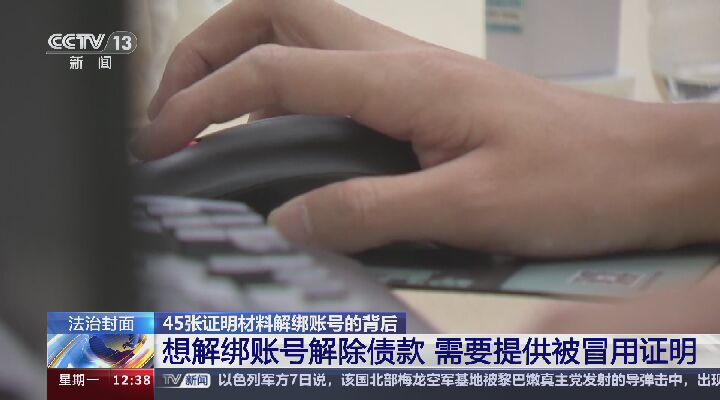 CCTV 13
新闻
法治封面
45张证明材料解绑账号的背后
想解绑账号解除债款 需要提供被冒用证明
星期一 12:38
TV新闻 以色列军方7日说，该国北部梅龙空军基地被黎巴嫩真主党发射的导弹击中，出现